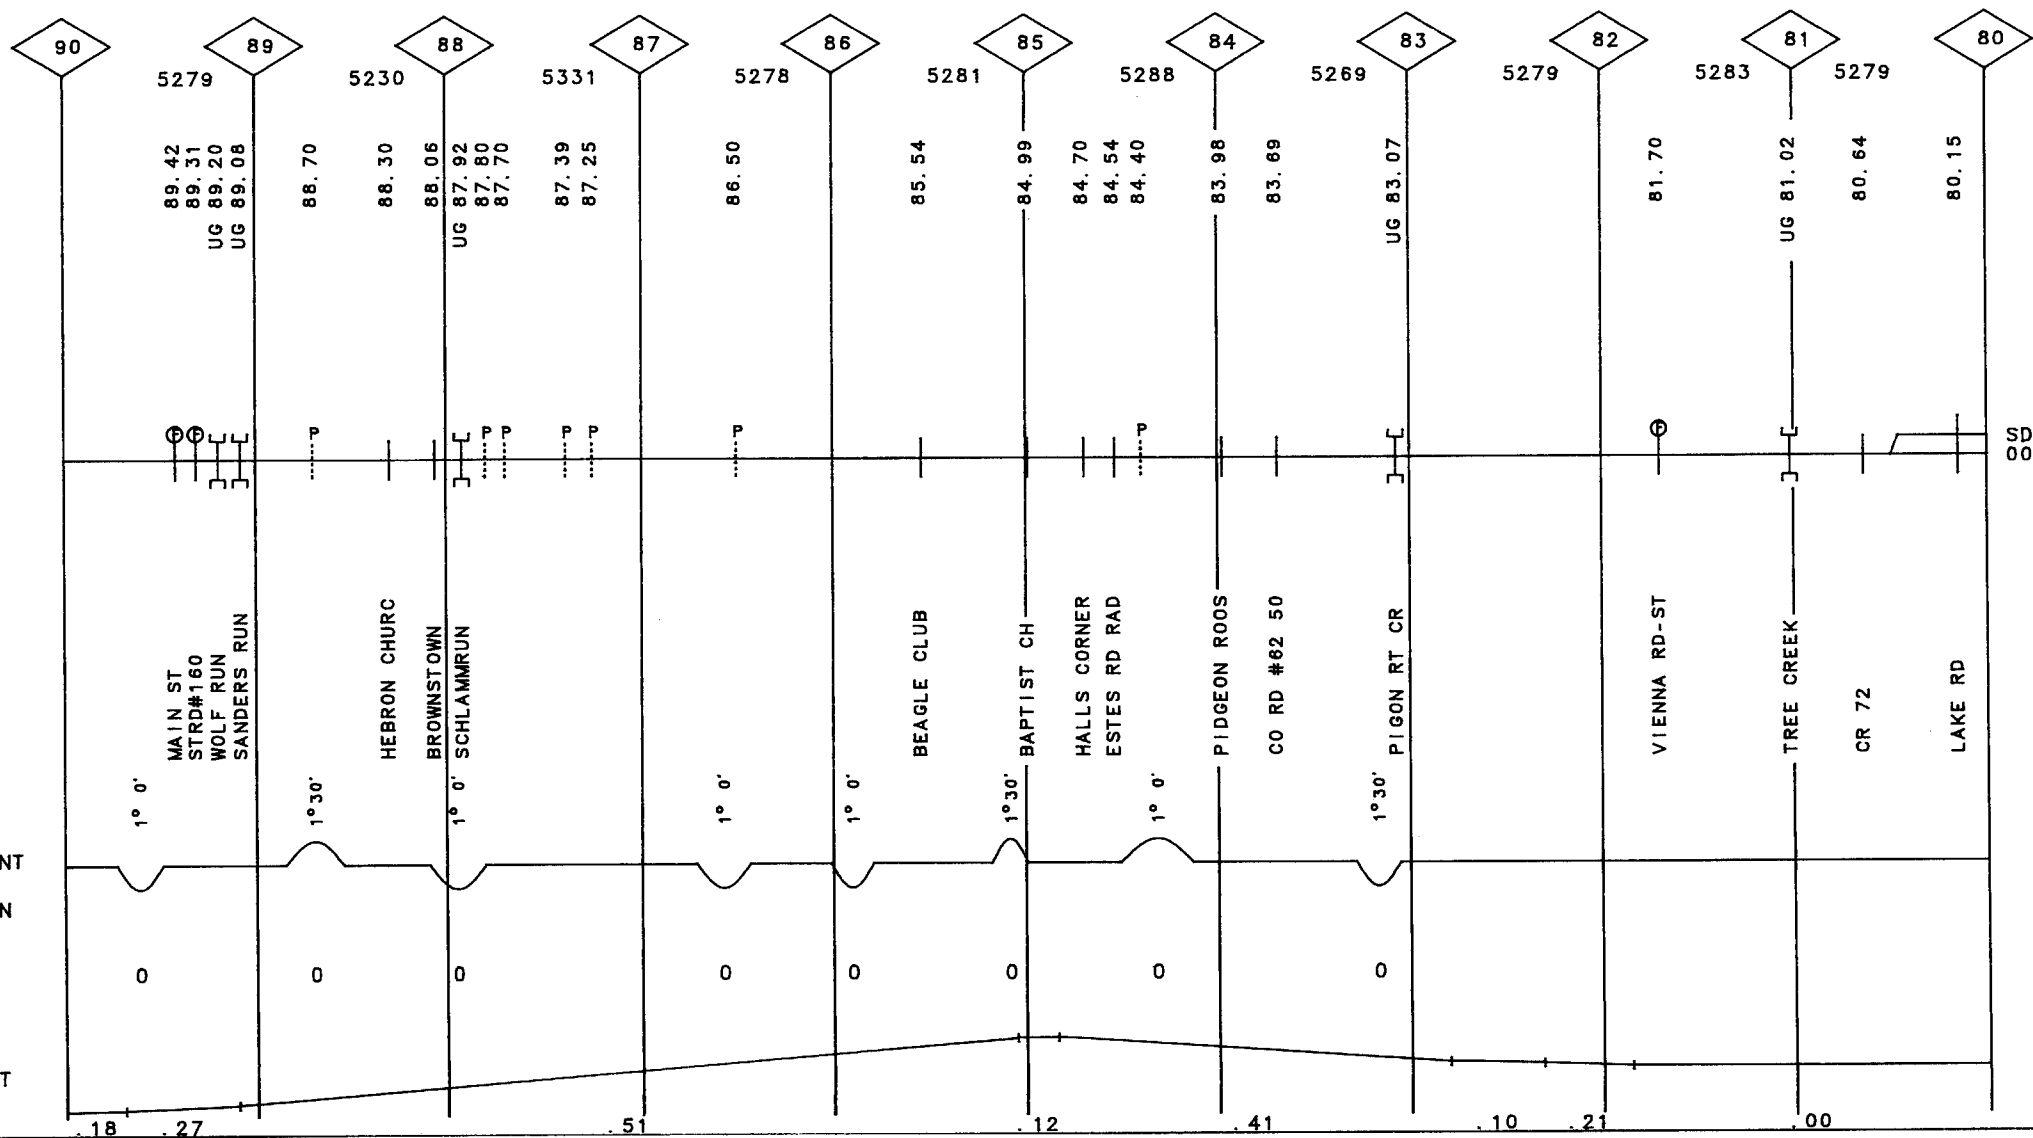 90 89 88 87 86 85 84 83 82 81 80
5279 5230 5331 5278 5281 5288 5269 5279 5283 5279
89.42
89.31
UG 89.20
UG 89.08
88.70
88.30
88.06
UG 87.92
87.80
87.70
87.39
87.25
86.50
85.54
84.99
84.70
84.54
84.40
83.98
83.69
UG 83.07
81.70
UG 81.02
80.64
80.15
F F P P P P P P P F
SD
00
MAIN ST
STRD#160
WOLF RUN
SANDERS RUN
HEBRON CHURC
BROWNSTOWN
SCHLAMMRUN
BEAGLE CLUB
BAPTIST CH
HALLS CORNER
ESTES RD RAD
PIDGEON ROOS
CO RD #62 50
PIGON RT CR
VIENNA RD-ST
TREE CREEK
CR 72
LAKE RD
1° 0' 1°30' 1° 0' 1° 0' 1° 0' 1°30' 1° 0' 1°30'
NT
N
0 0 0 0 0 0 0 0
T
.18 .27 .51 .12 .41 .10 .21 .00